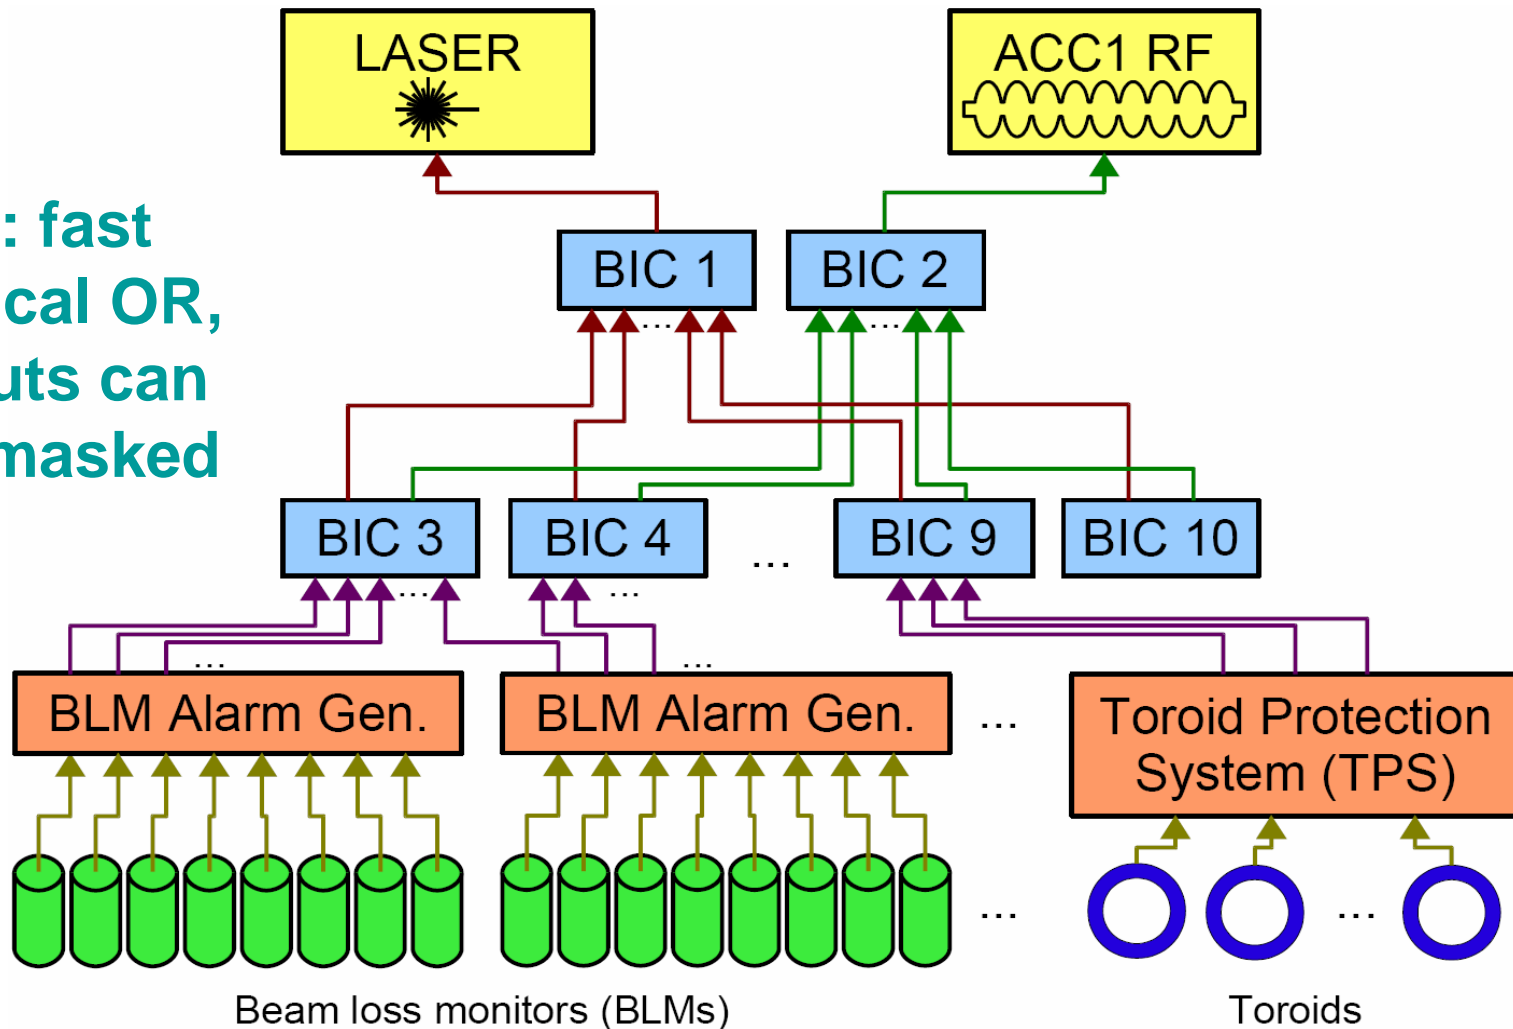 LASER
ACC1 RF
: fast
ical OR,
uts can
masked
BIC 1
BIC 2
...
...
BIC 3
BIC 4
...
BIC 9
BIC 10
...
...
...
...
BLM Alarm Gen.
BLM Alarm Gen.
...
Toroid Protection
System (TPS)
...
...
Beam loss monitors (BLMs)
Toroids